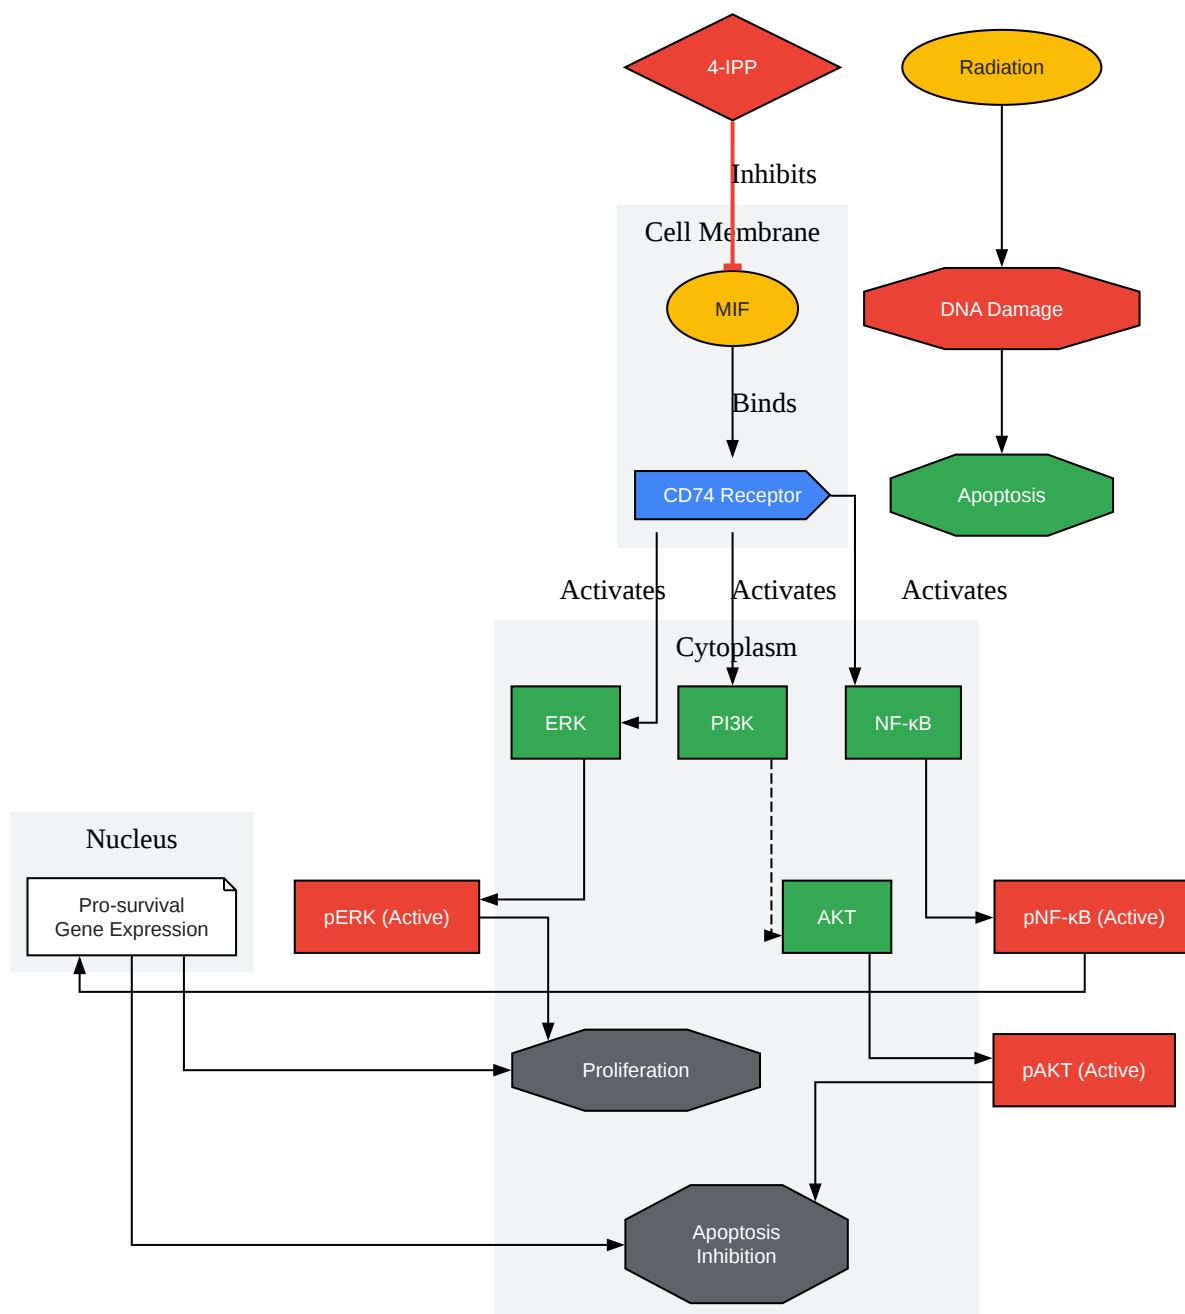 4-IPP
Radiation
Inhibits
Cell Membrane
MIF
DNA Damage
Binds
CD74 Receptor
Apoptosis
Activates
Activates
Activates
Cytoplasm
ERK
PI3K
NF-κB
Nucleus
Pro-survival
Gene Expression
pERK (Active)
AKT
pNF-κB (Active)
Proliferation
pAKT (Active)
Apoptosis
Inhibition